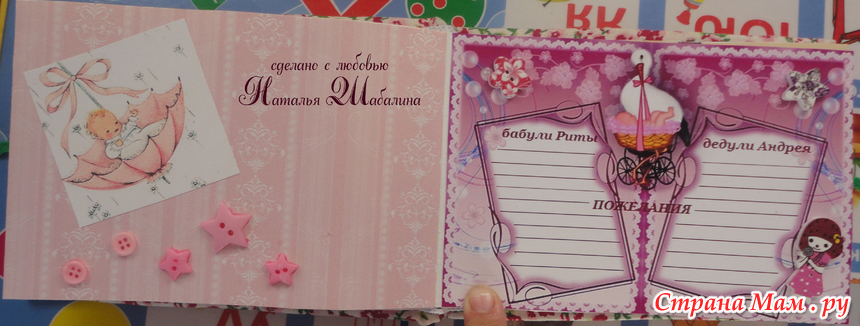 сделано с любовью
Наталья Шабалина
бабули Риты
дедули Андрея
ПОЖЕЛАНИЯ
Страна Мам.ру